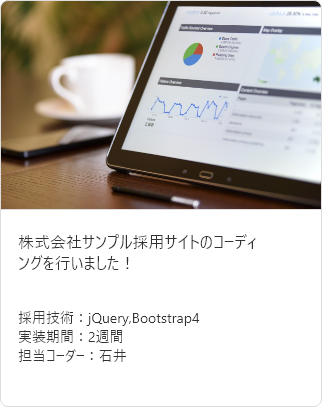 株式会社サンプル採用サイトのコーディ
ングを行いました！
採用技術：jQuery,Bootstrap4
実装期間：2週間
担当コーダー：石井